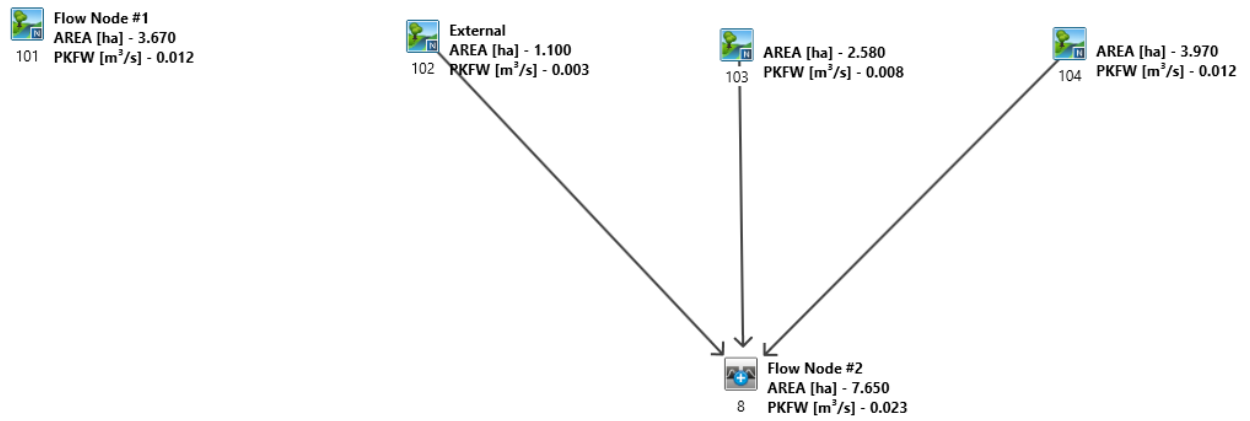 Flow Node #1
AREA [ha] - 3.670
PKFW [m³/s] - 0.012
101
External
AREA [ha] - 1.100
PKFW [m³/s] - 0.003
102
AREA [ha] - 2.580
PKFW [m³/s] - 0.008
103
AREA [ha] - 3.970
PKFW [m³/s] - 0.012
104
Flow Node #2
AREA [ha] - 7.650
PKFW [m³/s] - 0.023
8
N
N
N
N